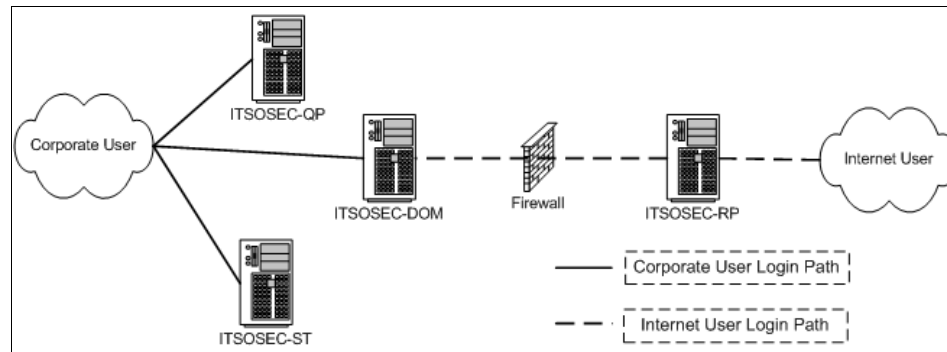 ITSOSEC-QP
Corporate User
ITSOSEC-DOM
Firewall
ITSOSEC-RP
Internet User
ITSOSEC-ST
Corporate User Login Path
Internet User Login Path